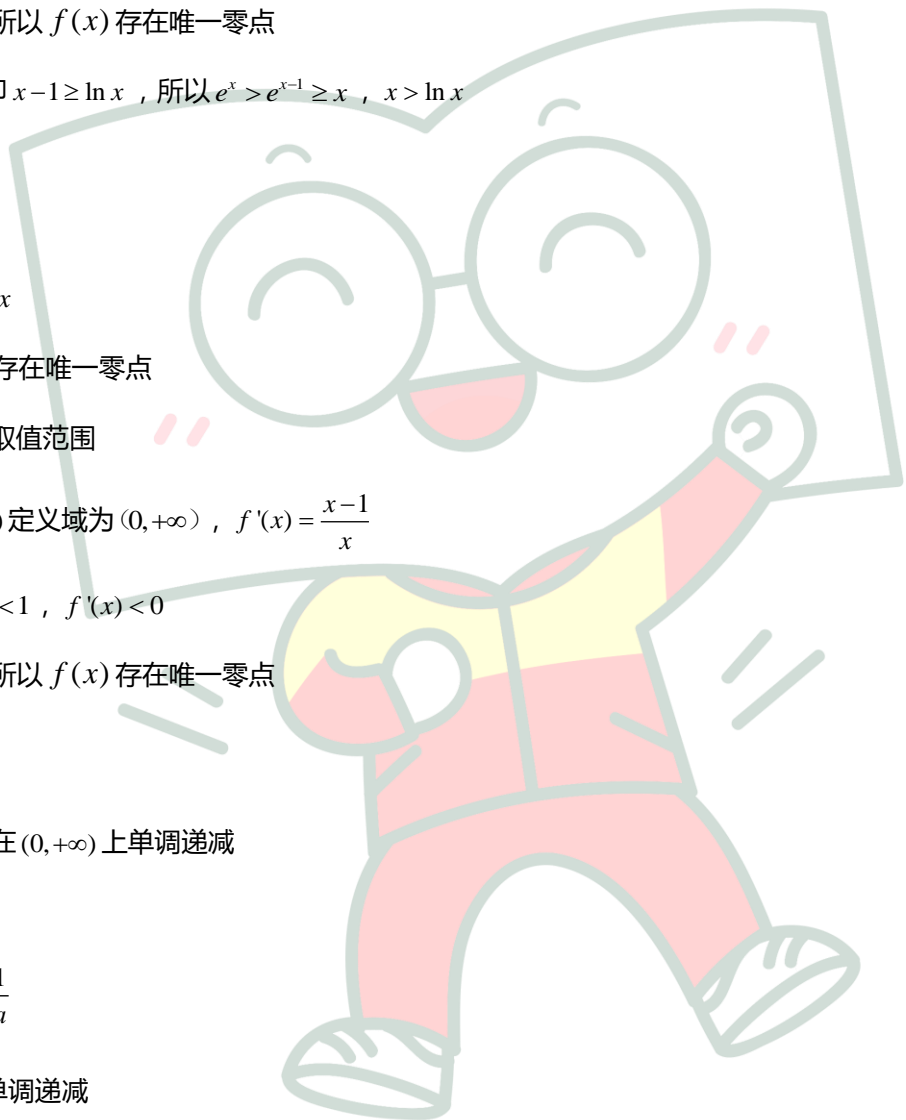 所以 f(x) 存在唯一零点
x−1≥ln x ，所以 e^x > e^{x−1} ≥ x ，x > ln x
x
存在唯一零点
取值范围
) 定义域为 (0,+∞) ，f '(x) = \frac{x−1}{x}
<1 ，f '(x) < 0
所以 f(x) 存在唯一零点
在 (0,+∞) 上单调递减
\frac{1}{a}
单调递减